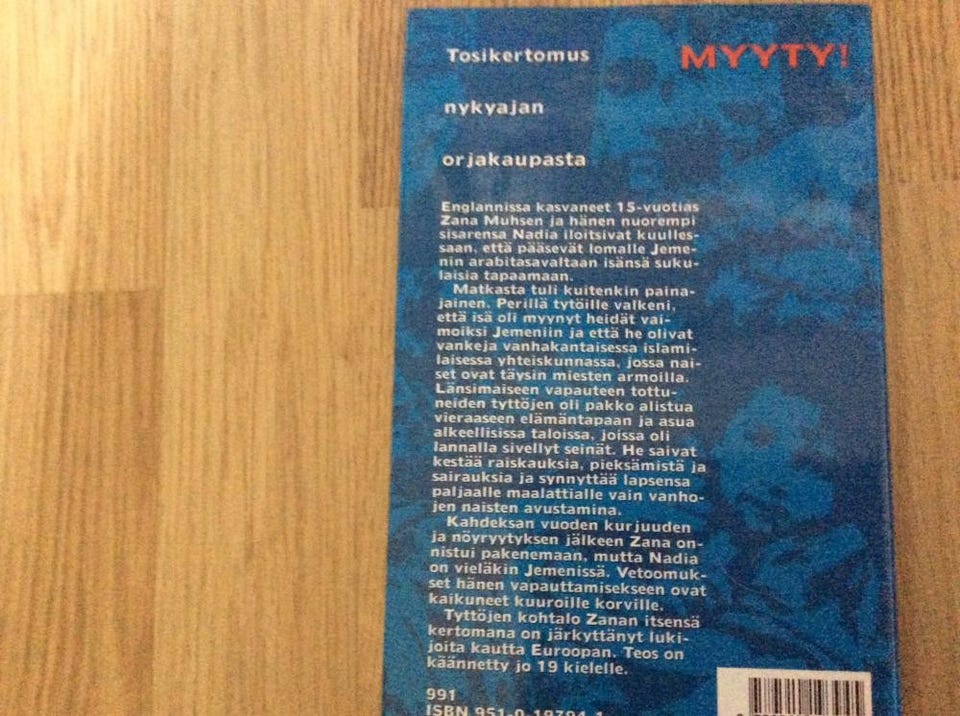 Tosikertomus
MYYTY!
nykyajan
orjakaupasta
Englannissa kasvaneet 15-vuotias
Zana Muhsen ja hänen nuorempi
sisarensa Nadia iloitsivat kuulles-
saan, että pääsevät lomalle Jeme-
nin arabitasavaltaan isänsä suku-
laisia tapaamaan.
Matkasta tuli kuitenkin paina-
jainen. Perillä tytöille valkeni,
että isä oli myynyt heidät vai-
moiksi Jemeniin ja että he olivat
vankeja vanhakantaisessa islami-
laisessa yhteiskunnassa, jossa nai-
set ovat täysin miesten armoilla.
Länsimaiseen vapauteen tottu-
neiden tyttöjen oli pakko alistua
vieraaseen elämäntapaan ja asua
alkeellisissa taloissa, joissa oli
lannalla sivellyt seinät. He saivat
kestää raiskauksia, pieksämistä ja
sairauksia ja synnyttää lapsensa
paljaalle maalattialle vain vanho-
jen naisten avustamina.
Kahdeksan vuoden kurjuuden
ja nöyryytyksen jälkeen Zana on-
nistui pakenemaan, mutta Nadia
on vieläkin Jemenissä. Vetoomuk-
set hänen vapauttamisekseen ovat
kaikuneet kuuroille korville.
Tyttöjen kohtalo Zanan itsensä
kertomana on järkyttänyt luki-
joita kautta Euroopan. Teos on
käännetty jo 19 kielelle.
991
ISBN 951-0-19794-1